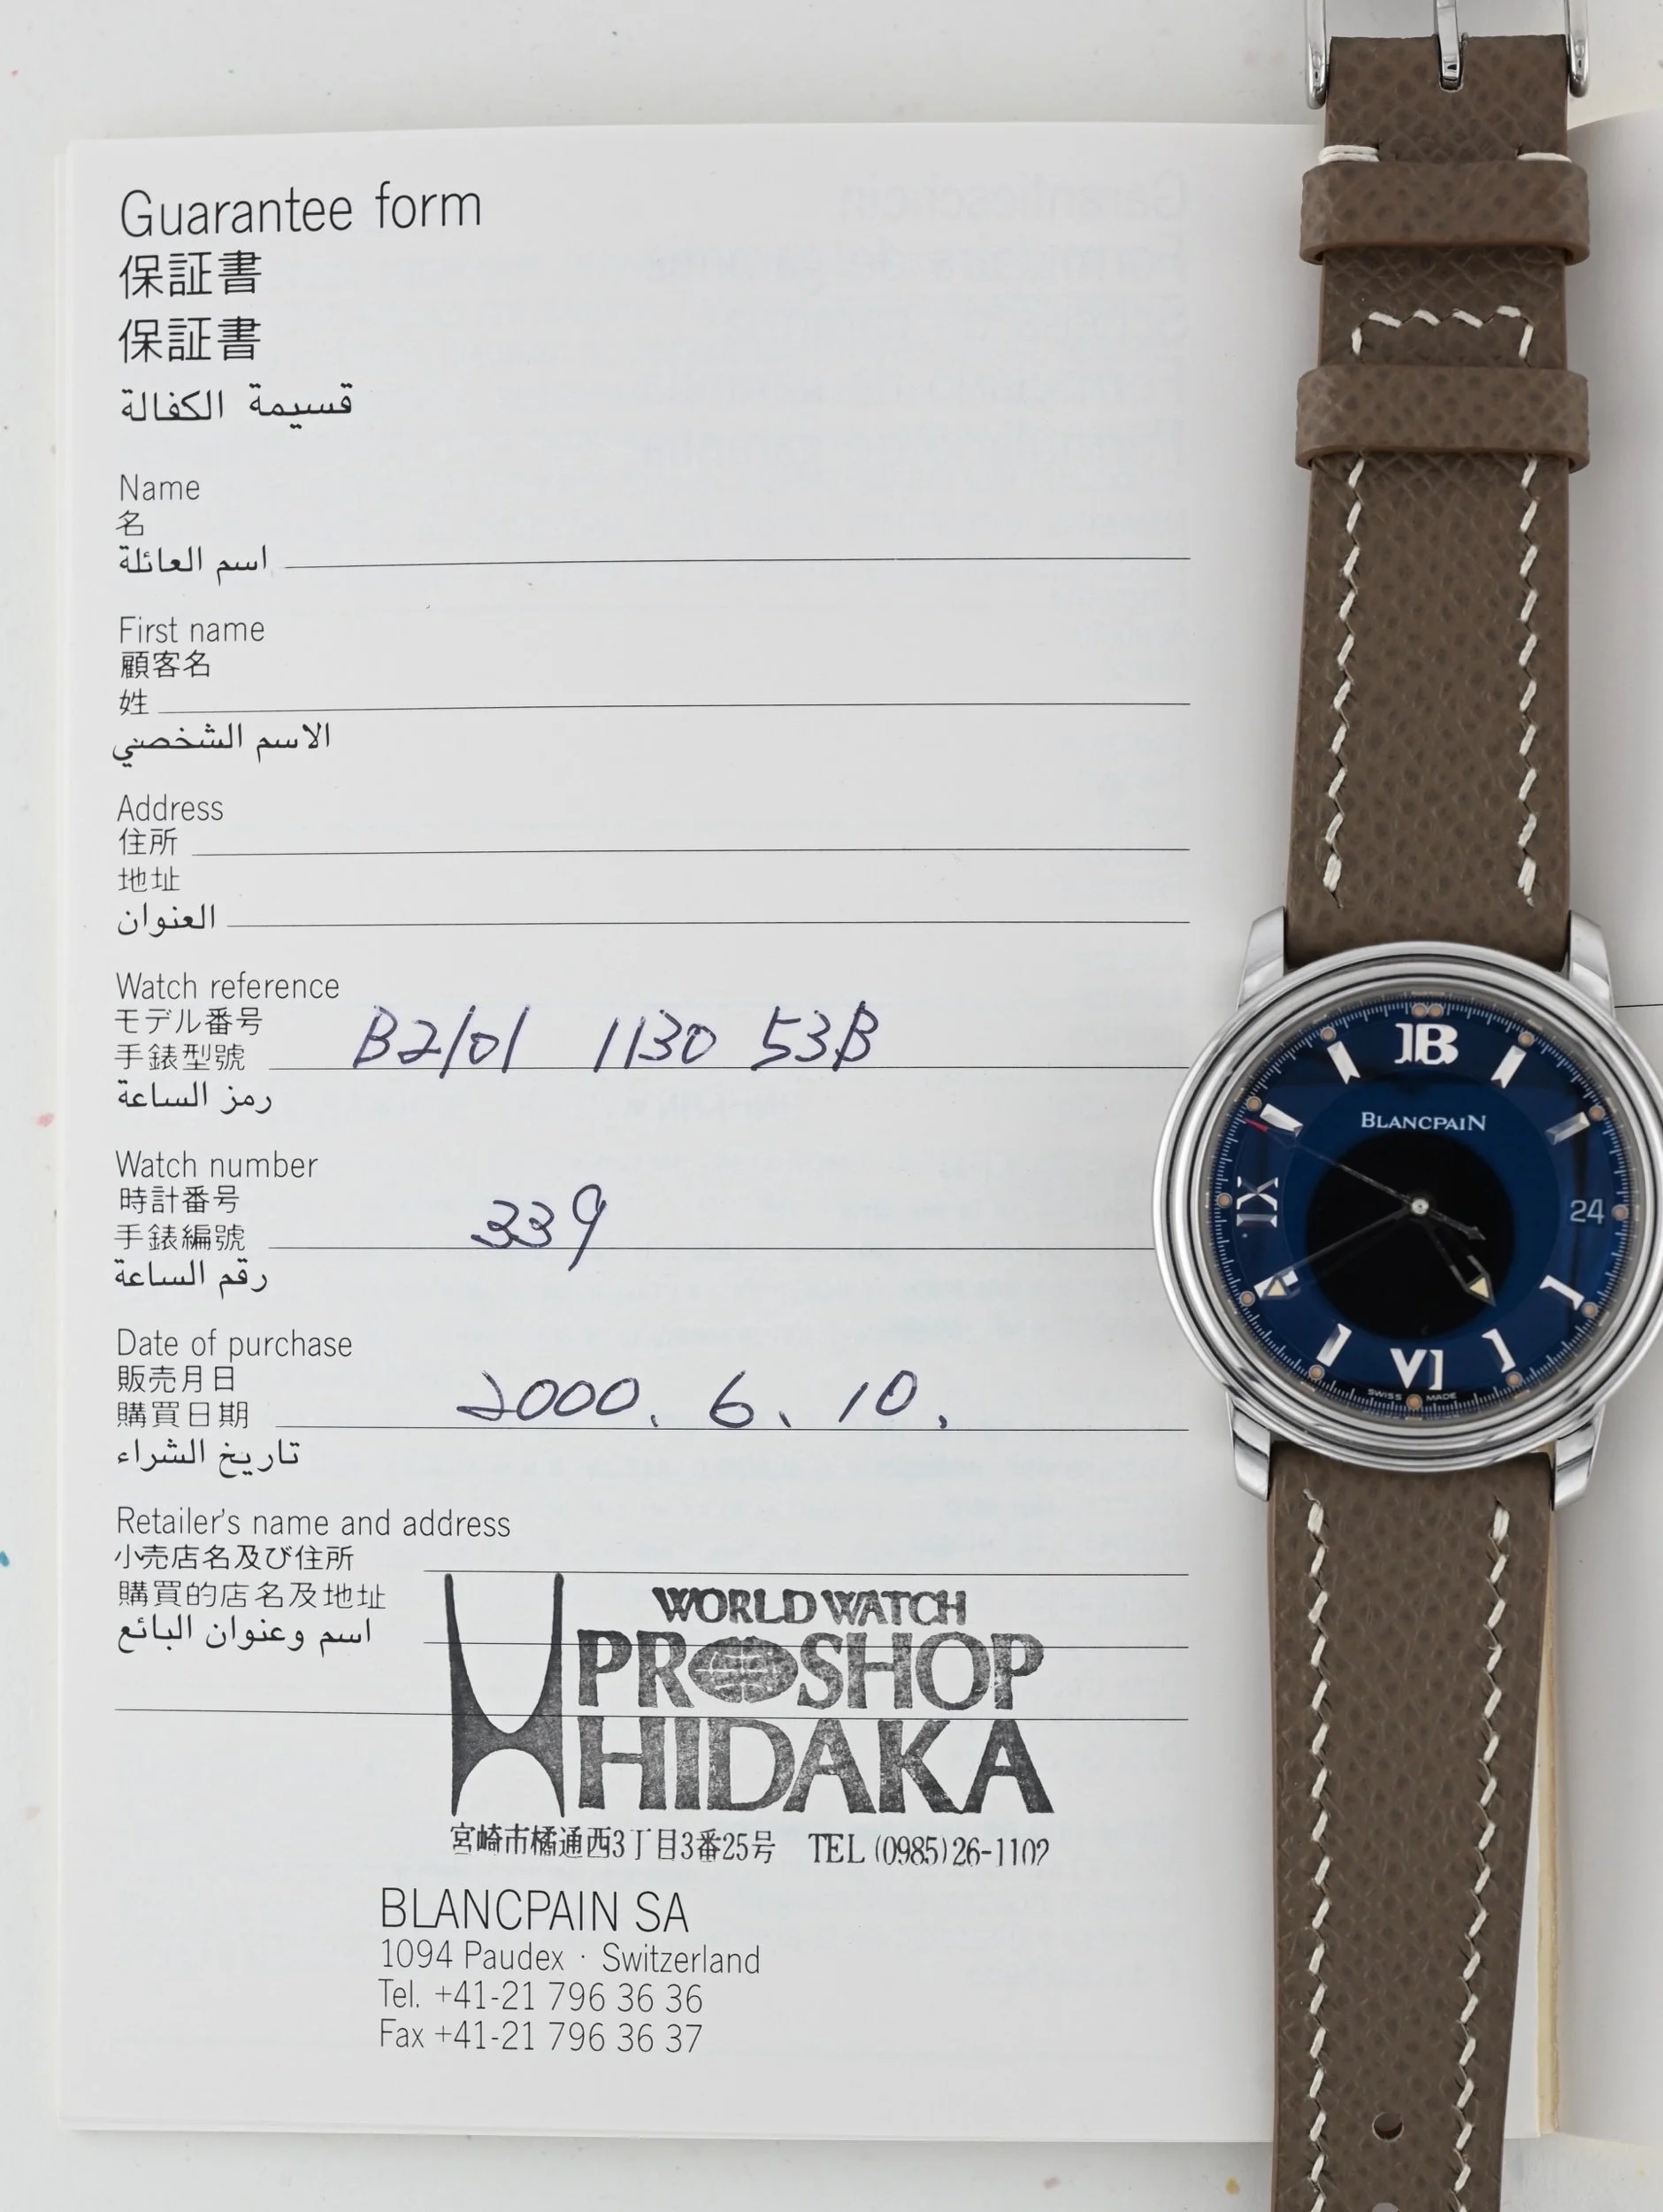 Guarantee form
保証書
保証書
قسيمة الكفالة
Name
名
اسم العائلة
First name
顧客名
姓
الاسم الشخصي
Address
住所
地址
العنوان
Watch reference
モデル番号
手錶型號
رمز الساعة
B2101 1130 53B
Watch number
時計番号
手錶編號
رقم الساعة
339
Date of purchase
販売月日
購買日期
تاريخ الشراء
2000. 6. 10.
Retailer's name and address
小売店名及び住所
購買的店名及地址
اسم وعنوان البائع
WORLD WATCH
PROSHOP
HIDAKA
宮崎市橘通西3丁目3番25号 TEL (0985)26-1102
BLANCPAIN SA
1094 Paudex · Switzerland
Tel. +41-21 796 36 36
Fax +41-21 796 36 37
B
BLANCPAIN
IX
24
VI
SWISS MADE